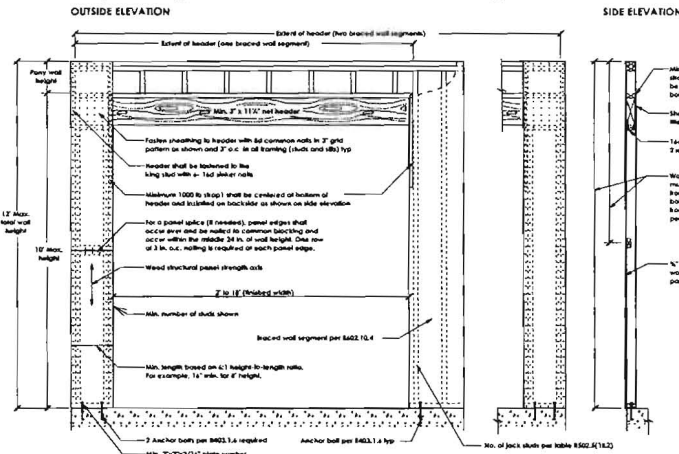 OUTSIDE ELEVATION
SIDE ELEVATION
Extent of header (two braced wall segments)
Extent of header (one braced wall segment)
Pony wall
height
Min. 3" x 11¼" net header
Fasten sheathing to header with 8d common nails in 3" grid
pattern as shown and 3" o.c. in all framing (studs and sills) typ
Header shall be fastened to the
king stud with 6- 16d sinker nails
Minimum 1000 lb strap shall be centered at bottom of
header and installed on backside as shown on side elevation
12' Max.
total wall
height
10' Max.
height
For a panel splice (if needed), panel edges shall
occur over and be nailed to common blocking and
occur within the middle 24 in. of wall height. One row
of 3 in. o.c. nailing is required at each panel edge.
Wood structural panel strength axis
2' to 18' (finished width)
Min. number of studs shown
Braced wall segment per R602.10.4
Min. length based on 6:1 height-to-length ratio.
For example, 16" min. for 8' height.
2 Anchor bolts per R403.1.6 required
Anchor bolt per R403.1.6 typ
No. of jack studs per table R502.5(1&2)
Min. 2"x2"x3/16" plate washer